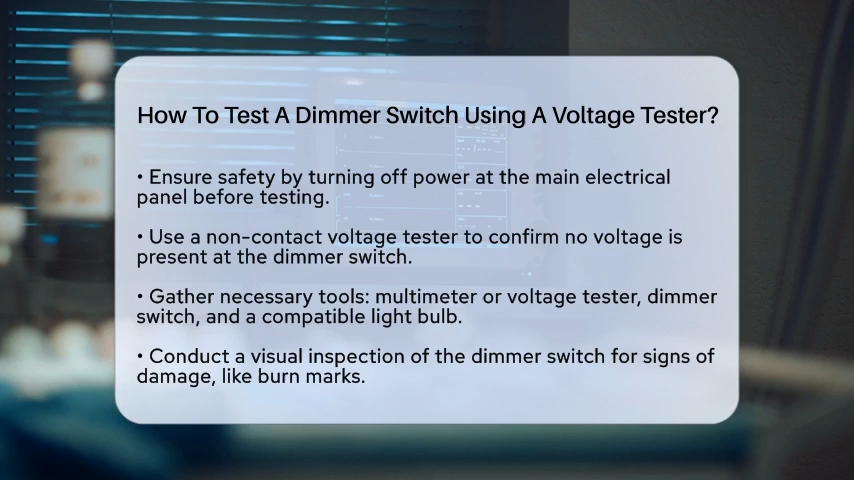 How To Test A Dimmer Switch Using A Voltage Tester?
• Ensure safety by turning off power at the main electrical
panel before testing.
• Use a non-contact voltage tester to confirm no voltage is
present at the dimmer switch.
• Gather necessary tools: multimeter or voltage tester, dimmer
switch, and a compatible light bulb.
• Conduct a visual inspection of the dimmer switch for signs of
damage, like burn marks.